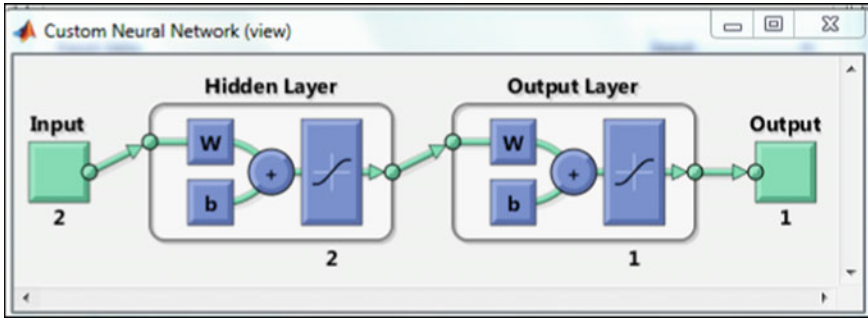 Custom Neural Network (view)
Hidden Layer
Output Layer
Input
Output
W
b
+
W
b
+
2
2
1
1